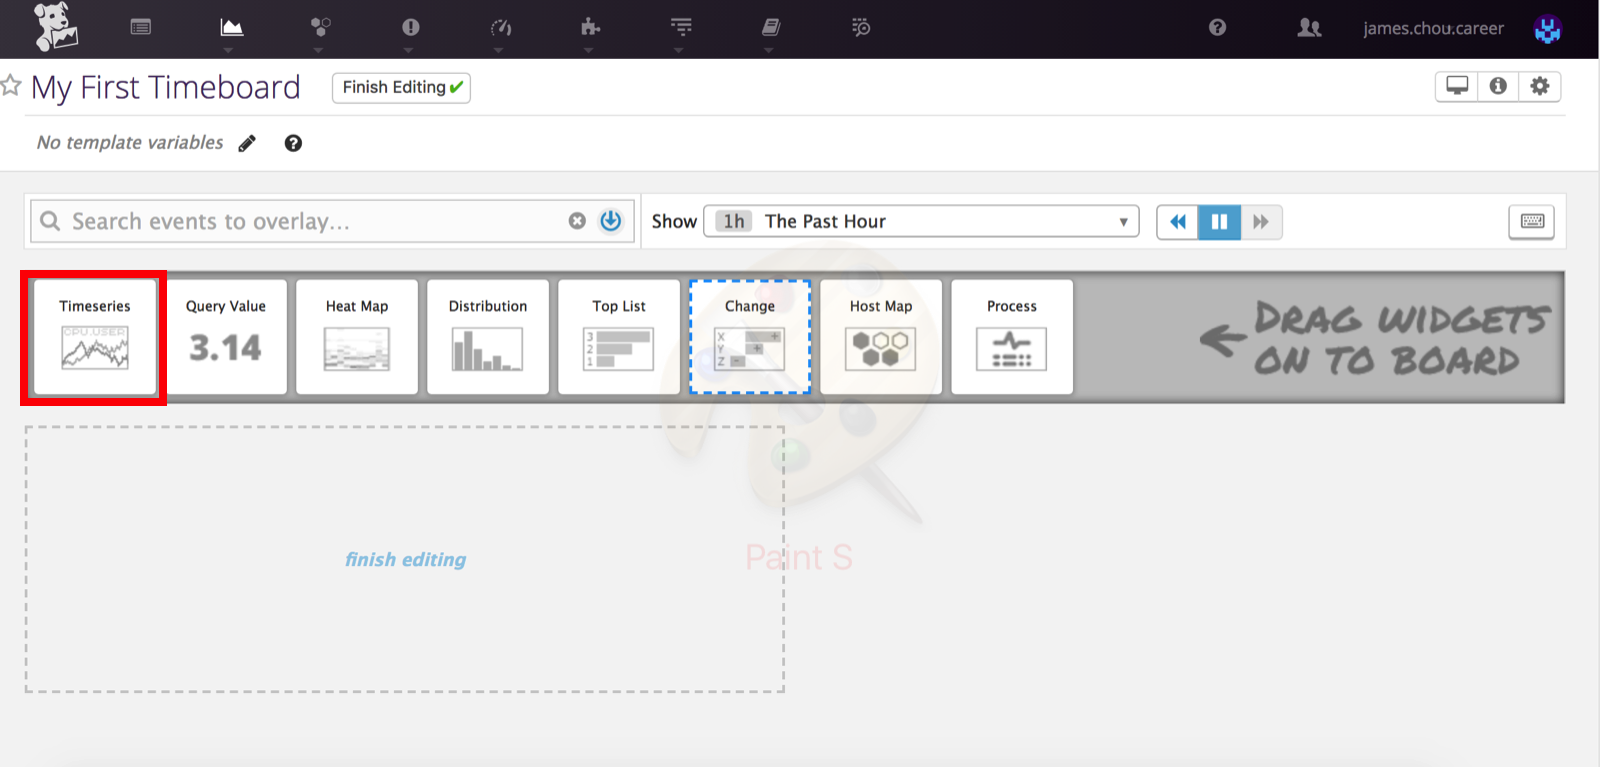 james.chou.career
My First Timeboard
Finish Editing
No template variables
Search events to overlay...
Show
1h The Past Hour
Timeseries
CPU.USER
Query Value
3.14
Heat Map
Distribution
Top List
3
2
1
Change
X
Y
Z
Host Map
Process
DRAG WIDGETS
ON TO BOARD
finish editing
Paint S